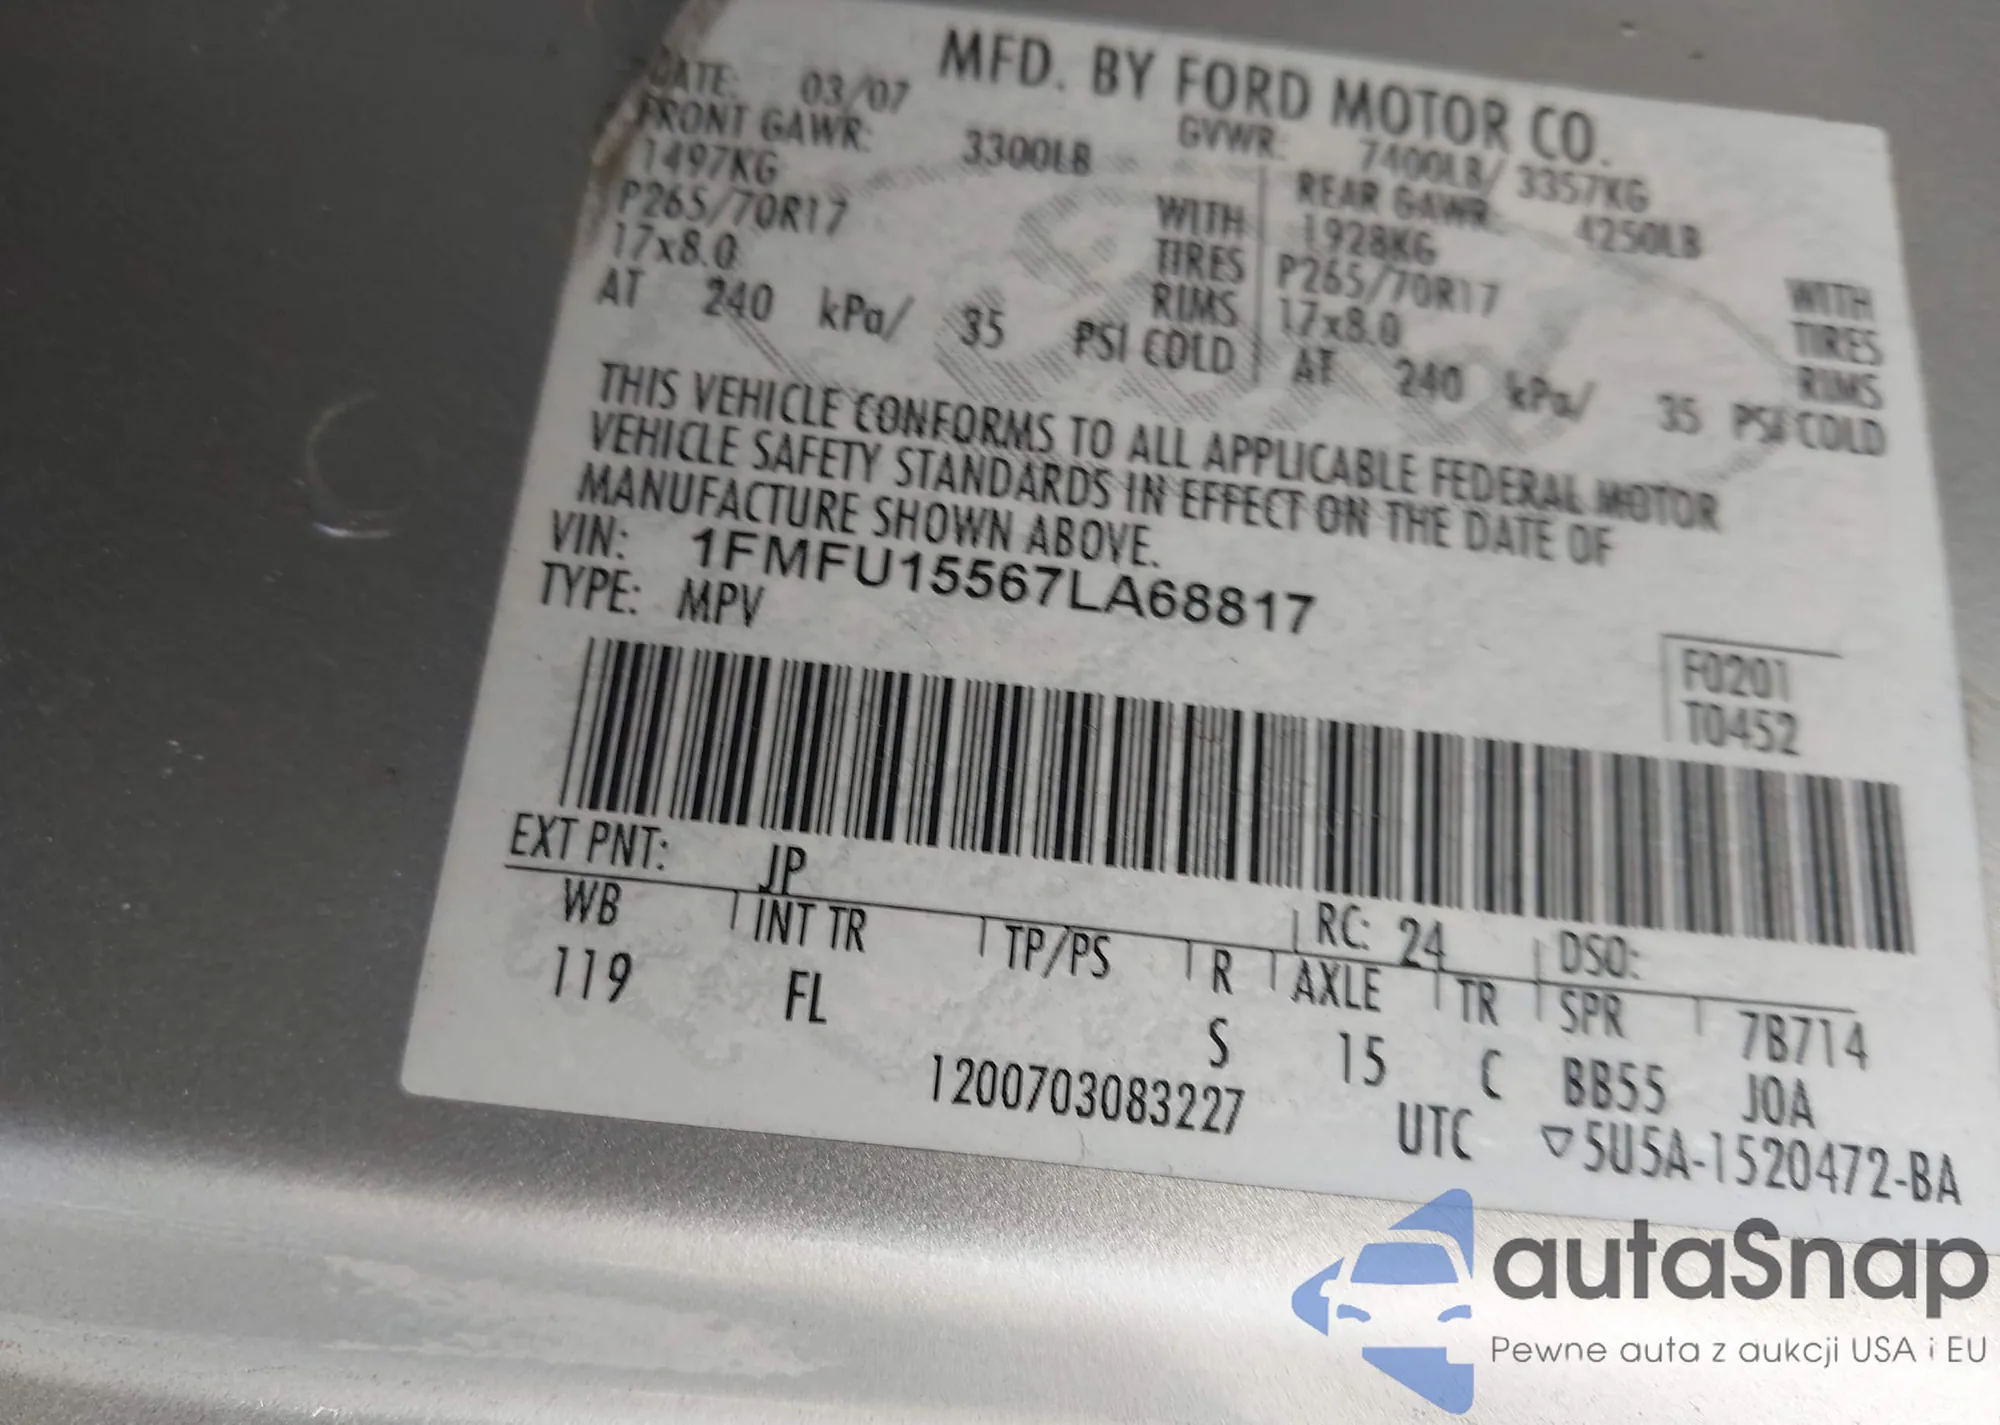 MFD. BY FORD MOTOR CO.
DATE: 03/07 GVWR: 7400LB/ 3357KG
FRONT GAWR: 3300LB REAR GAWR: 4250LB
1497KG WITH 1928KG WITH
P265/70R17 TIRES P265/70R17 TIRES
17x8.0 RIMS 17x8.0 RIMS
AT 240 kPa/ 35 PSI COLD AT 240 kPa/ 35 PSI COLD
THIS VEHICLE CONFORMS TO ALL APPLICABLE FEDERAL MOTOR
VEHICLE SAFETY STANDARDS IN EFFECT ON THE DATE OF
MANUFACTURE SHOWN ABOVE.
VIN: 1FMFU15567LA68817
TYPE: MPV
F0201
T0452
EXT PNT: JP RC: 24 DSO:
WB INT TR TP/PS R AXLE TR SPR 7B714
119 FL S 15 C BB55 J0A
1200703083227 UTC ▽5U5A-1520472-BA
autaSnap
Pewne auta z aukcji USA i EU